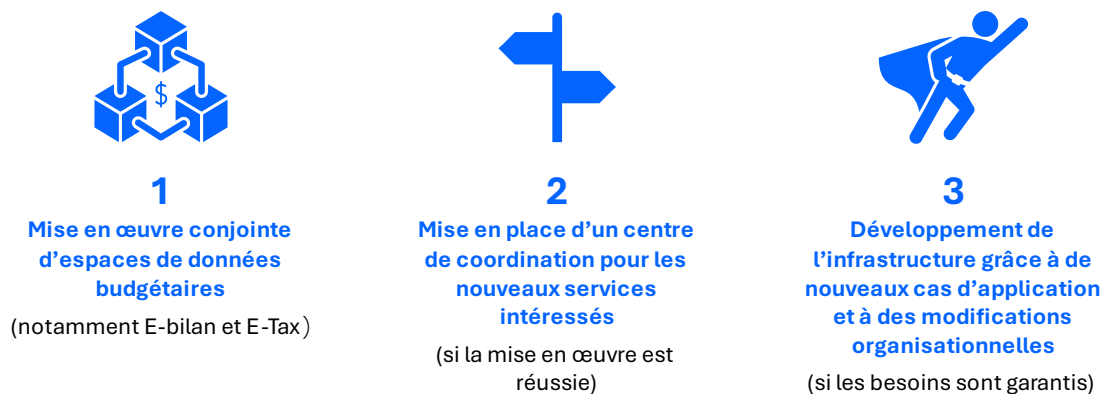 $
1
Mise en œuvre conjointe
d’espaces de données
budgétaires
(notamment E-bilan et E-Tax)
2
Mise en place d’un centre
de coordination pour les
nouveaux services
intéressés
(si la mise en œuvre est
réussie)
3
Développement de
l’infrastructure grâce à de
nouveaux cas d’application
et à des modifications
organisationnelles
(si les besoins sont garantis)